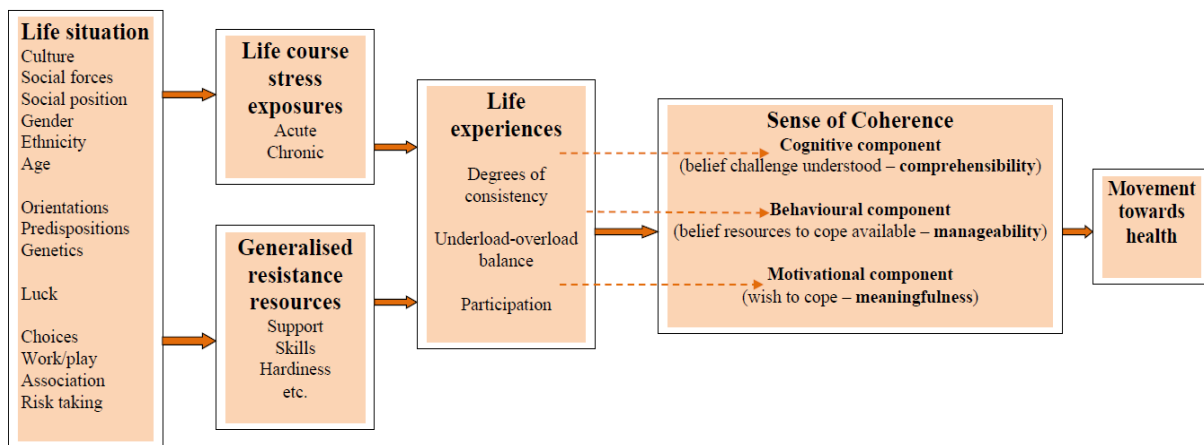 Life situation
Culture
Social forces
Social position
Gender
Ethnicity
Age
Orientations
Predispositions
Genetics
Luck
Choices
Work/play
Association
Risk taking
Life course
stress
exposures
Acute
Chronic
Generalised
resistance
resources
Support
Skills
Hardiness
etc.
Life
experiences
Degrees of
consistency
Underload-overload
balance
Participation
Sense of Coherence
Cognitive component
(belief challenge understood – comprehensibility)
Behavioural component
(belief resources to cope available – manageability)
Motivational component
(wish to cope – meaningfulness)
Movement
towards
health